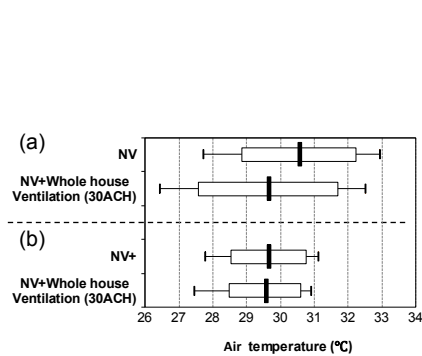 (a)
NV
NV+Whole house
Ventilation (30ACH)
(b)
NV+
NV+Whole house
Ventilation (30ACH)
26 27 28 29 30 31 32 33 34
Air temperature (℃)